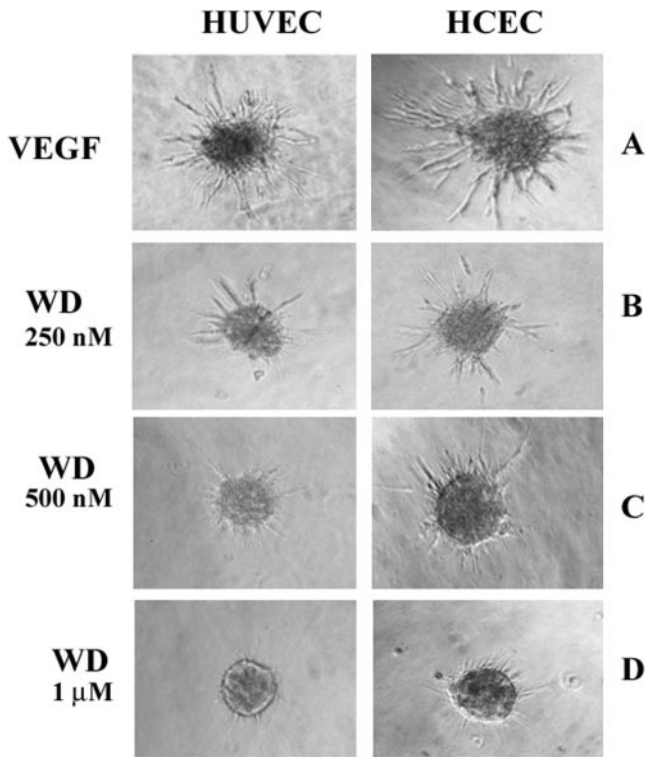 HUVEC HCEC
VEGF A
WD B
250 nM
WD
500 nM C
WD D
1 μM